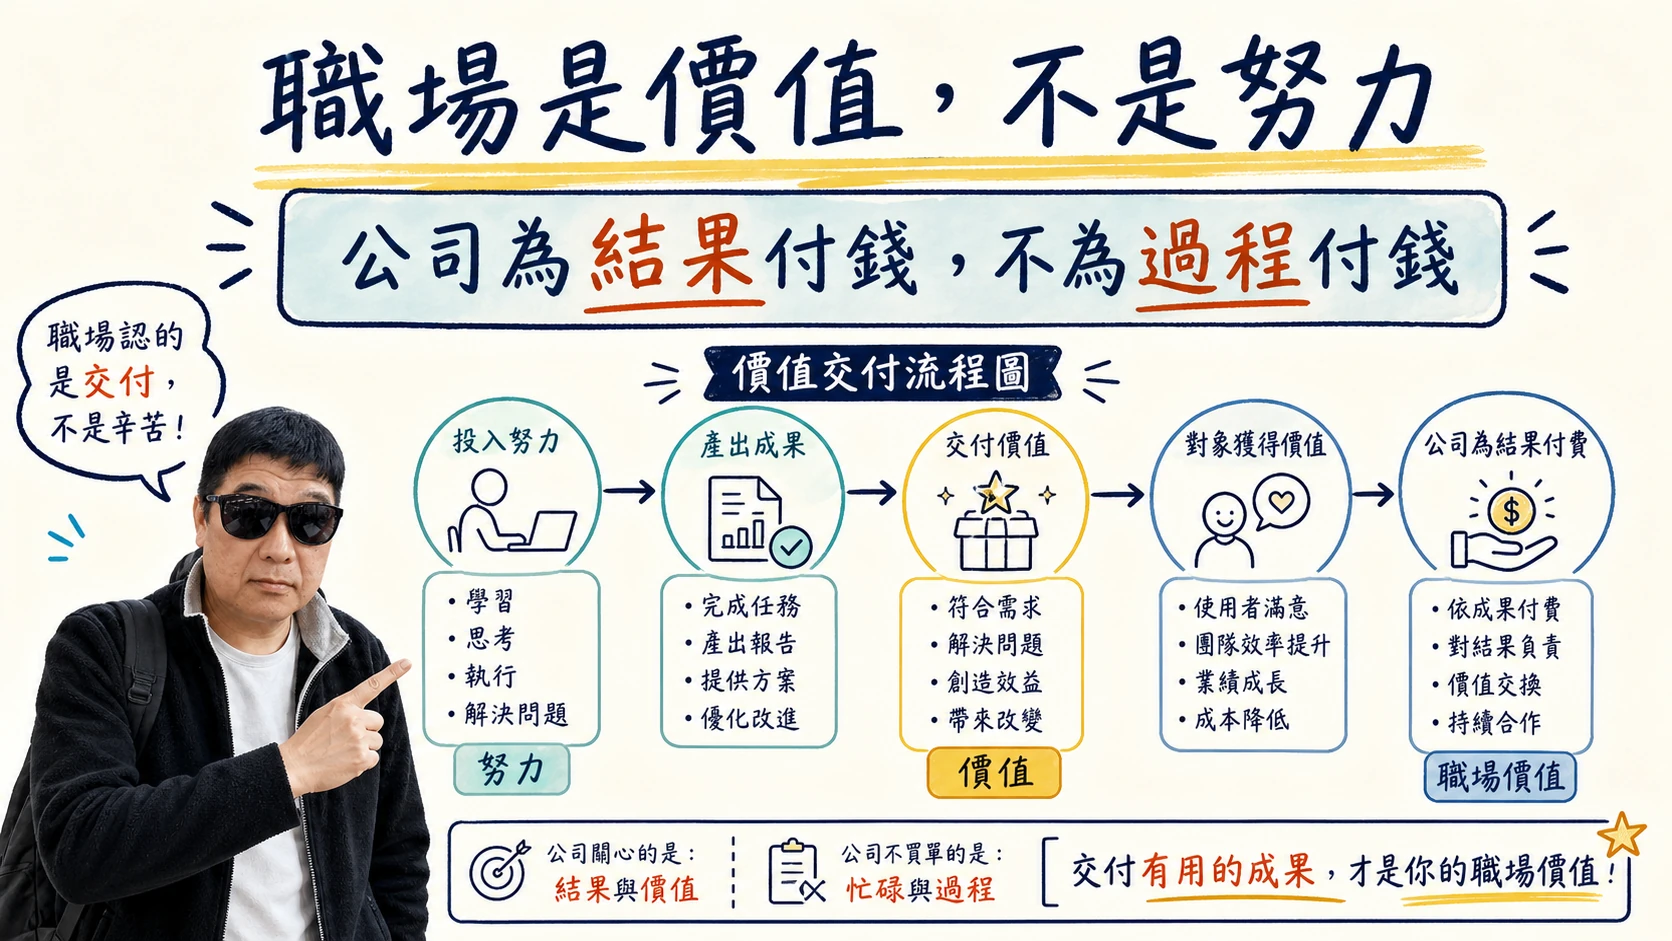 職場是價值，不是努力
公司為結果付錢，不為過程付錢
職場認的
是交付，
不是辛苦！
價值交付流程圖
投入努力
• 學習
• 思考
• 執行
• 解決問題
努力
產出成果
• 完成任務
• 產出報告
• 提供方案
• 優化改進
交付價值
• 符合需求
• 解決問題
• 創造效益
• 帶來改變
價值
對象獲得價值
• 使用者滿意
• 團隊效率提升
• 業績成長
• 成本降低
公司為結果付費
$
• 依成果付費
• 對結果負責
• 價值交換
• 持續合作
職場價值
公司關心的是：
結果與價值
公司不買單的是：
忙碌與過程
交付有用的成果，才是你的職場價值！